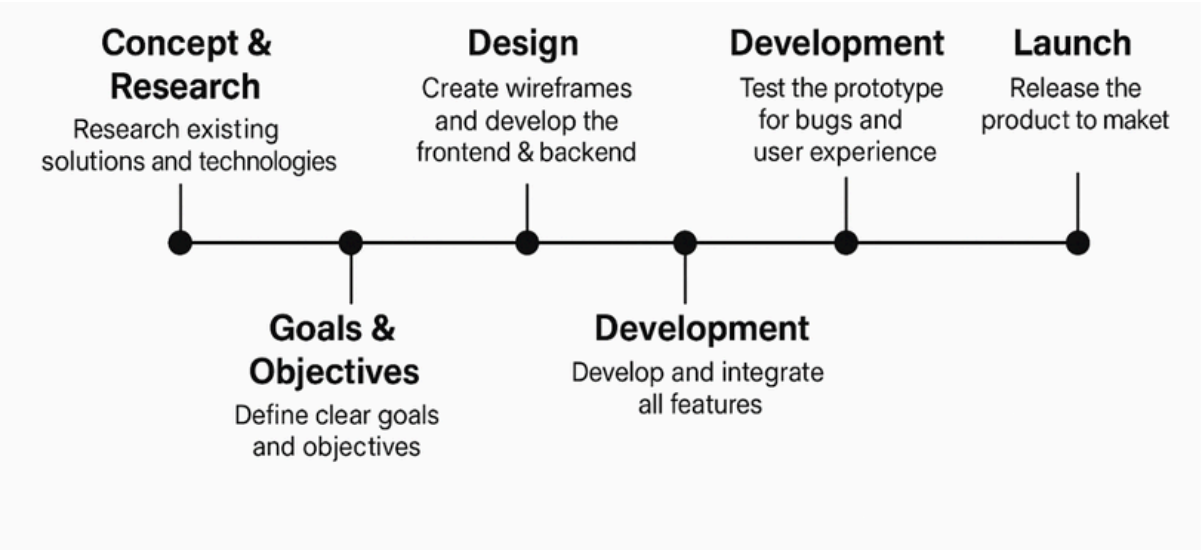 Concept &
Research
Research existing
solutions and technologies
Goals &
Objectives
Define clear goals
and objectives
Design
Create wireframes
and develop the
frontend & backend
Development
Develop and integrate
all features
Development
Test the prototype
for bugs and
user experience
Launch
Release the
product to maket